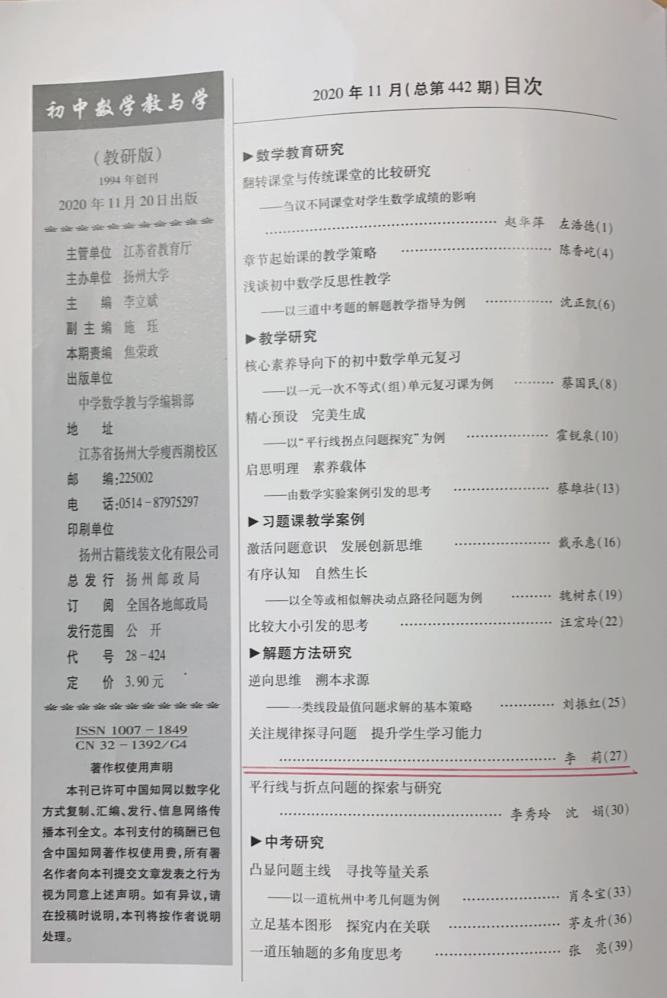 初中数学教与学
(教研版)
1994年创刊
2020年11月20日出版
主管单位 江苏省教育厅
主办单位 扬州大学
主 编 李立斌
副主编 施 珏
本期责编 焦荣政
出版单位
中学数学教与学编辑部
地 址
江苏省扬州大学瘦西湖校区
邮 编:225002
电 话:0514-87975297
印刷单位
扬州古籍线装文化有限公司
总发行 扬州邮政局
订 阅 全国各地邮政局
发行范围 公 开
代 号 28-424
定 价 3.90元
ISSN 1007-1849
CN 32-1392/G4
著作权使用声明
本刊已许可中国知网以数字化
方式复制、汇编、发行、信息网络传
播本刊全文。本刊支付的稿酬已包
含中国知网著作权使用费,所有署
名作者向本刊提交文章发表之行为
视为同意上述声明。如有异议,请
在投稿时说明,本刊将按作者说明
处理。
2020年11月(总第442期)目次
▶数学教育研究
翻转课堂与传统课堂的比较研究
——刍议不同课堂对学生数学成绩的影响
赵华萍 左浩德(1)
章节起始课的教学策略 陈香屹(4)
浅谈初中数学反思性教学
——以三道中考题的解题教学指导为例 沈正凯(6)
▶教学研究
核心素养导向下的初中数学单元复习
——以一元一次不等式(组)单元复习课为例 蔡国民(8)
精心预设 完美生成
——以“平行线拐点问题探究”为例 霍锐泉(10)
启思明理 素养载体
——由数学实验案例引发的思考 蔡雄壮(13)
▶习题课教学案例
激活问题意识 发展创新思维 戴承惠(16)
有序认知 自然生长
——以全等或相似解决动点路径问题为例 魏树东(19)
比较大小引发的思考 汪宏玲(22)
▶解题方法研究
逆向思维 溯本求源
——一类线段最值问题求解的基本策略 刘振红(25)
关注规律探寻问题 提升学生学习能力
李 莉(27)
平行线与折点问题的探索与研究
李秀玲 沈 娟(30)
▶中考研究
凸显问题主线 寻找等量关系
——以一道杭州中考几何题为例 肖冬宝(33)
立足基本图形 探究内在关联 茅友升(36)
一道压轴题的多角度思考 张 亮(39)